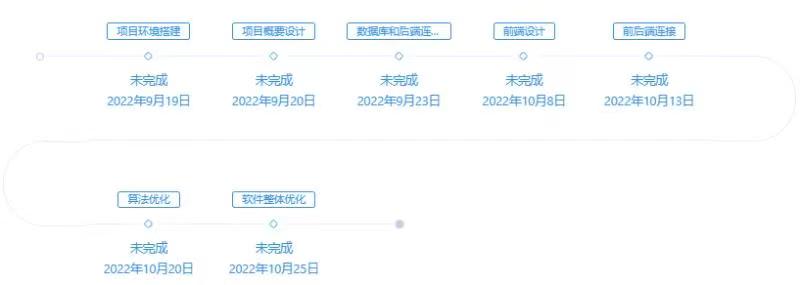 项目环境搭建
项目概要设计
数据库和后端连...
前端设计
前后端连接
未完成
未完成
未完成
未完成
未完成
2022年9月19日
2022年9月20日
2022年9月23日
2022年10月8日
2022年10月13日
算法优化
软件整体优化
未完成
未完成
2022年10月20日
2022年10月25日